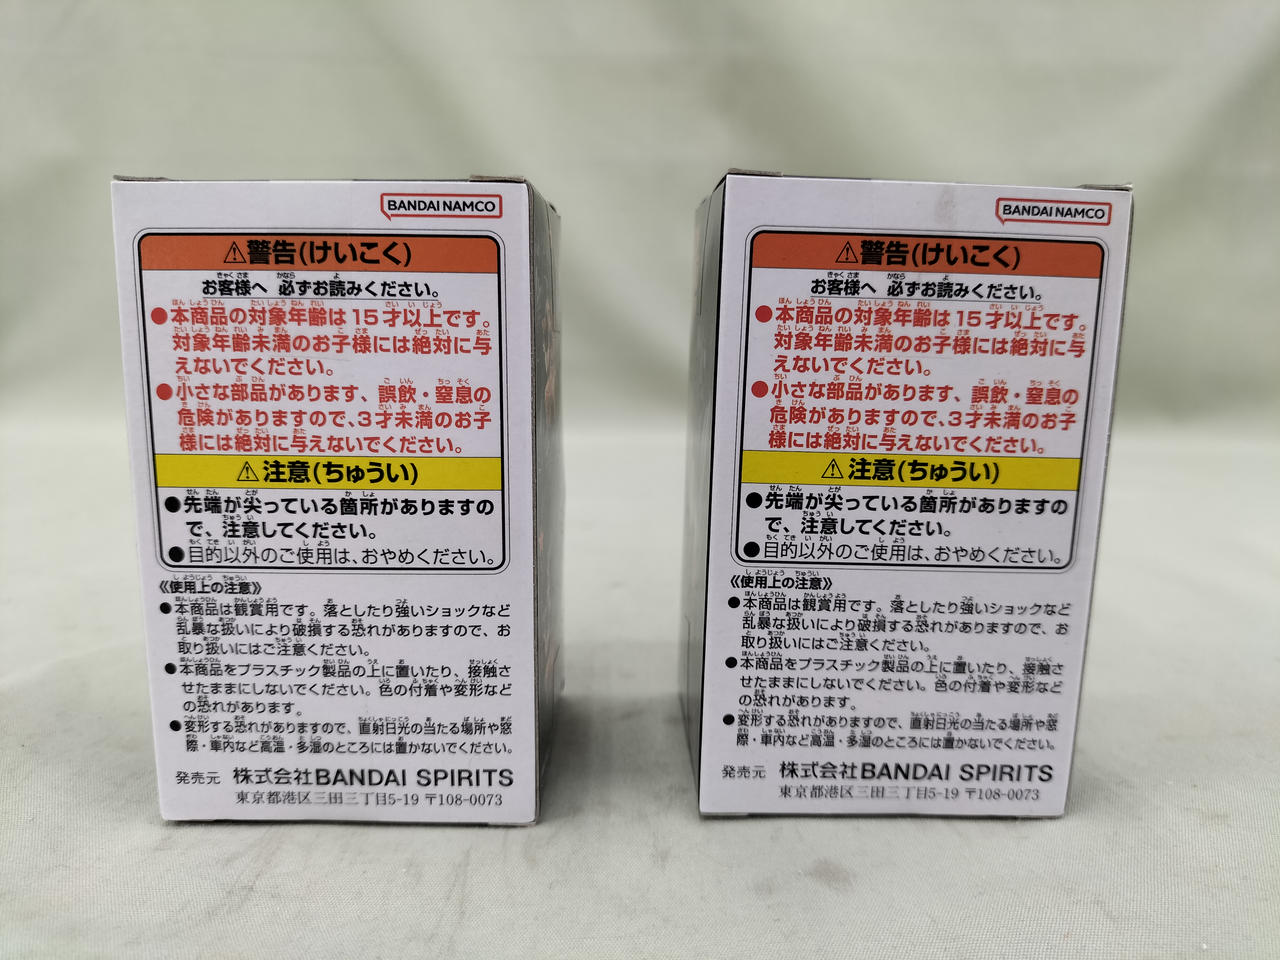 BANDAI NAMCO
⚠警告(けいこく)
お客様へ 必ずお読みください。
●本商品の対象年齢は15才以上です。
対象年齢未満のお子様には絶対に与
えないでください。
●小さな部品があります、誤飲・窒息の
危険がありますので、3才未満のお子
様には絶対に与えないでください。
⚠注意(ちゅうい)
●先端が尖っている箇所がありますの
で、注意してください。
●目的以外のご使用は、おやめください。
《使用上の注意》
●本商品は観賞用です。落としたり強いショックなど
乱暴な扱いにより破損する恐れがありますので、お
取り扱いにはご注意ください。
●本商品をプラスチック製品の上に置いたり、接触さ
せたままにしないでください。色の付着や変形など
の恐れがあります。
●変形する恐れがありますので、直射日光の当たる場所や窓
際・車内など高温・多湿のところには置かないでください。
発売元 株式会社BANDAI SPIRITS
東京都港区三田三丁目5-19 〒108-0073
BANDAI NAMCO
⚠警告(けいこく)
お客様へ 必ずお読みください。
●本商品の対象年齢は15才以上です。
対象年齢未満のお子様には絶対に与
えないでください。
●小さな部品があります、誤飲・窒息の
危険がありますので、3才未満のお子
様には絶対に与えないでください。
⚠注意(ちゅうい)
●先端が尖っている箇所がありますの
で、注意してください。
●目的以外のご使用は、おやめください。
《使用上の注意》
●本商品は観賞用です。落としたり強いショックなど
乱暴な扱いにより破損する恐れがありますので、お
取り扱いにはご注意ください。
●本商品をプラスチック製品の上に置いたり、接触さ
せたままにしないでください。色の付着や変形など
の恐れがあります。
●変形する恐れがありますので、直射日光の当たる場所や窓
際・車内など高温・多湿のところには置かないでください。
発売元 株式会社BANDAI SPIRITS
東京都港区三田三丁目5-19 〒108-0073